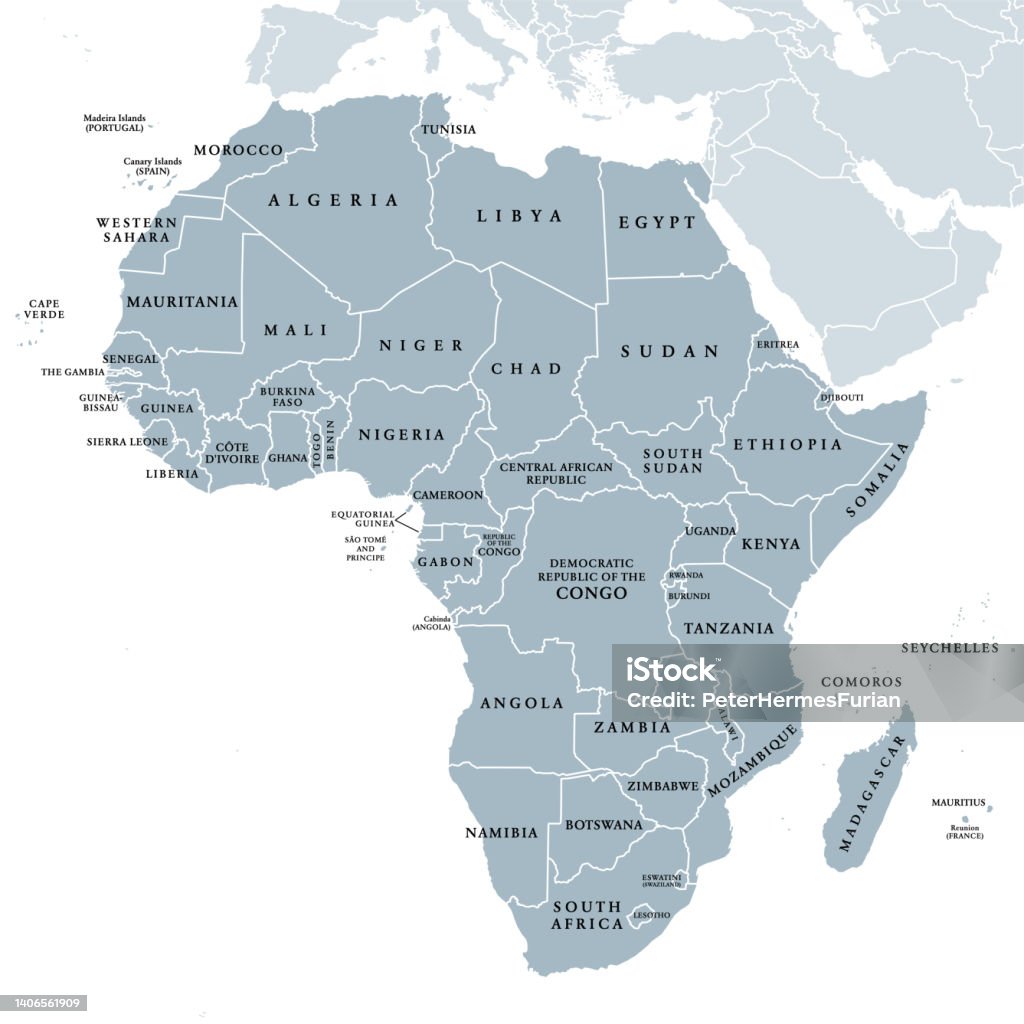 Madeira Islands
(PORTUGAL)
TUNISIA
MOROCCO
Canary Islands
(SPAIN)
ALGERIA
LIBYA
EGYPT
WESTERN
SAHARA
MAURITANIA
CAPE
VERDE
MALI
NIGER
CHAD
SUDAN
ERITREA
SENEGAL
THE GAMBIA
GUINEA-
BISSAU
GUINEA
BURKINA
FASO
DJIBOUTI
SIERRA LEONE
CÔTE
D'IVOIRE
GHANA
TOGO
BENIN
NIGERIA
ETHIOPIA
SOMALIA
LIBERIA
CENTRAL AFRICAN
REPUBLIC
SOUTH
SUDAN
CAMEROON
EQUATORIAL
GUINEA
SÃO TOMÉ
AND
PRINCIPE
GABON
REPUBLIC
OF THE
CONGO
DEMOCRATIC
REPUBLIC OF THE
CONGO
UGANDA
KENYA
RWANDA
BURUNDI
Cabinda
(ANGOLA)
TANZANIA
SEYCHELLES
iStock™
Credit: PeterHermesFurian
COMOROS
ANGOLA
ZAMBIA
ALAWI
MOZAMBIQUE
MADAGASCAR
ZIMBABWE
MAURITIUS
Reunion
(FRANCE)
NAMIBIA
BOTSWANA
ESWATINI
(SWAZILAND)
SOUTH
AFRICA
LESOTHO
1406561909